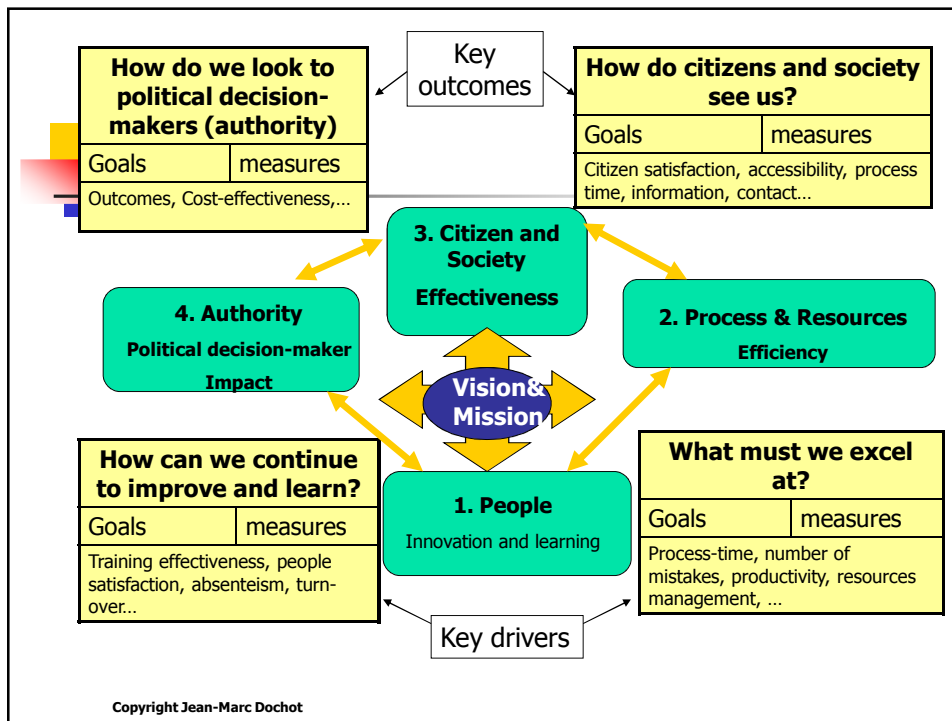 Key
outcomes
How do we look to
political decision-
makers (authority)
Goals
measures
Outcomes, Cost-effectiveness,...
How do citizens and society
see us?
Goals
measures
Citizen satisfaction, accessibility, process
time, information, contact...
3. Citizen and
Society
Effectiveness
4. Authority
Political decision-maker
Impact
2. Process & Resources
Efficiency
Vision&
Mission
How can we continue
to improve and learn?
Goals
measures
Training effectiveness, people
satisfaction, absenteism, turn-
over...
1. People
Innovation and learning
What must we excel
at?
Goals
measures
Process-time, number of
mistakes, productivity, resources
management, ...
Key drivers
Copyright Jean-Marc Dochot